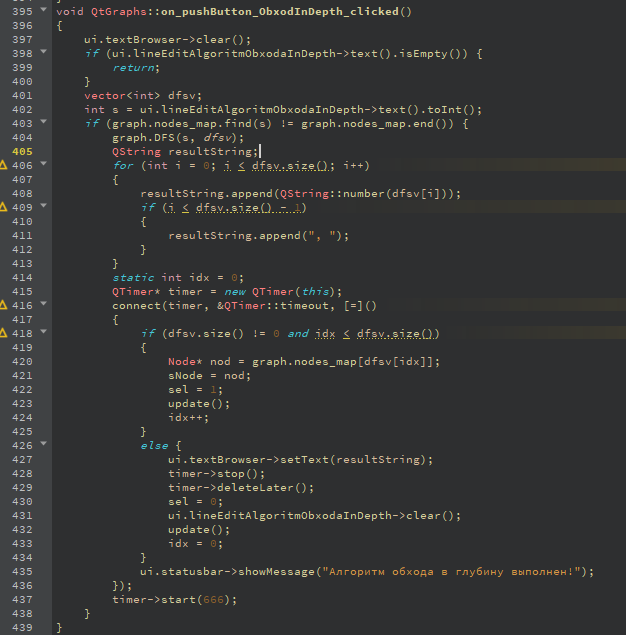 395 void QtGraphs::on_pushButton_ObxodInDepth_clicked()
396 {
397     ui.textBrowser->clear();
398     if (ui.lineEditAlgoritmObxodaInDepth->text().isEmpty()) {
399         return;
400     }
401     vector<int> dfsv;
402     int s = ui.lineEditAlgoritmObxodaInDepth->text().toInt();
403     if (graph.nodes_map.find(s) != graph.nodes_map.end()) {
404         graph.DFS(s, dfsv);
405         QString resultString;
406         for (int i = 0; i < dfsv.size(); i++)
407         {
408             resultString.append(QString::number(dfsv[i]));
409             if (i < dfsv.size() - 1)
410             {
411                 resultString.append(", ");
412             }
413         }
414         static int idx = 0;
415         QTimer* timer = new QTimer(this);
416         connect(timer, &QTimer::timeout, [=]()
417         {
418             if (dfsv.size() != 0 and idx < dfsv.size())
419             {
420                 Node* nod = graph.nodes_map[dfsv[idx]];
421                 sNode = nod;
422                 sel = 1;
423                 update();
424                 idx++;
425             }
426             else {
427                 ui.textBrowser->setText(resultString);
428                 timer->stop();
429                 timer->deleteLater();
430                 sel = 0;
431                 ui.lineEditAlgoritmObxodaInDepth->clear();
432                 update();
433                 idx = 0;
434             }
435             ui.statusbar->showMessage("Алгоритм обхода в глубину выполнен!");
436         });
437         timer->start(666);
438     }
439 }